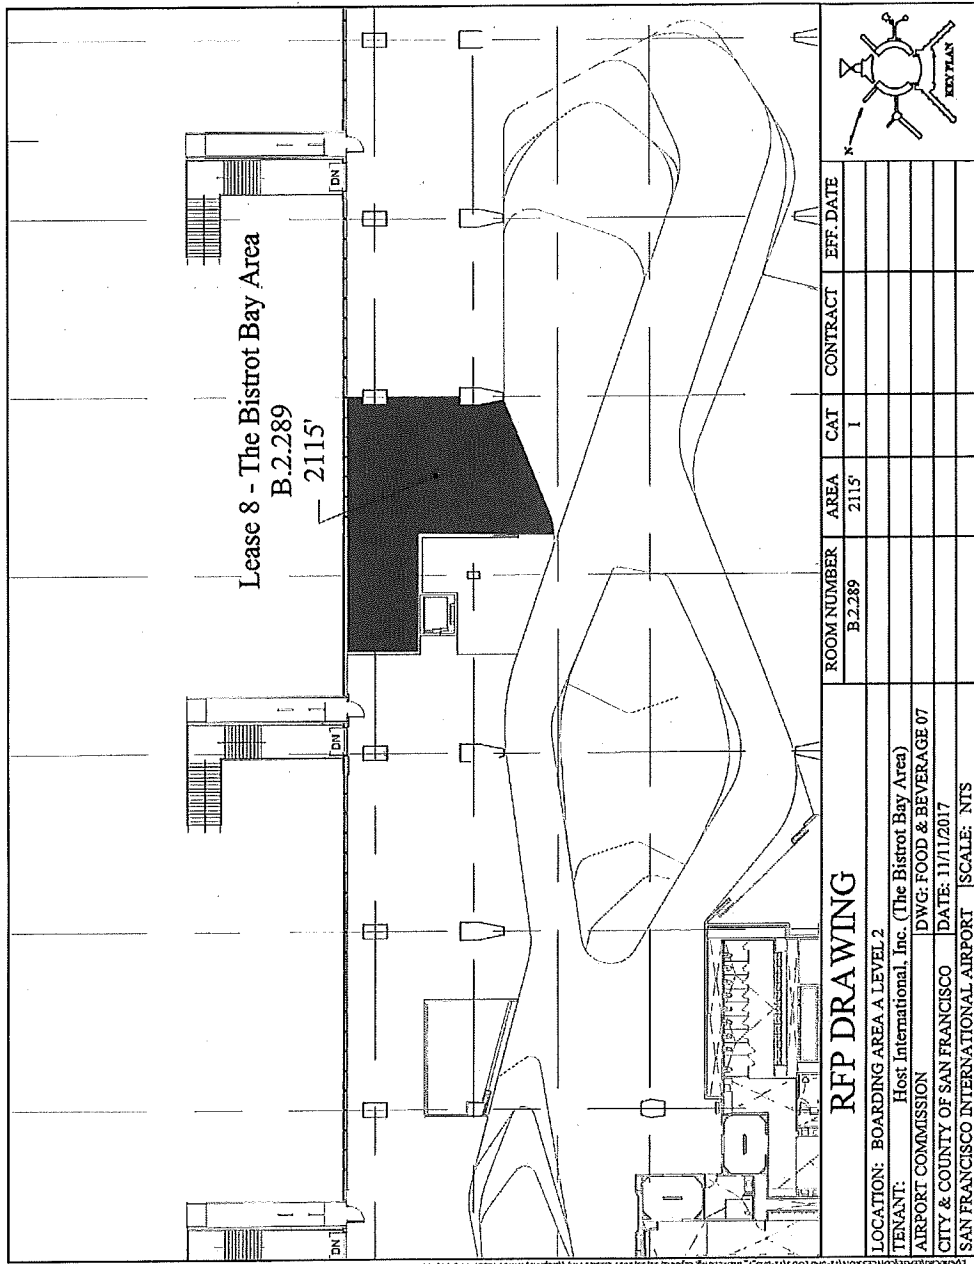 Lease 8 - The Bistrot Bay Area
B.2.289
2115'
DN
DN
DN
RFP DRAWING
LOCATION: BOARDING AREA A LEVEL 2
TENANT: Host International, Inc. (The Bistrot Bay Area)
AIRPORT COMMISSION DWG: FOOD & BEVERAGE 07
CITY & COUNTY OF SAN FRANCISCO DATE: 11/11/2017
SAN FRANCISCO INTERNATIONAL AIRPORT SCALE: NTS
ROOM NUMBER AREA CAT CONTRACT EFF. DATE
B.2.289 2115' 1
N
KEY PLAN